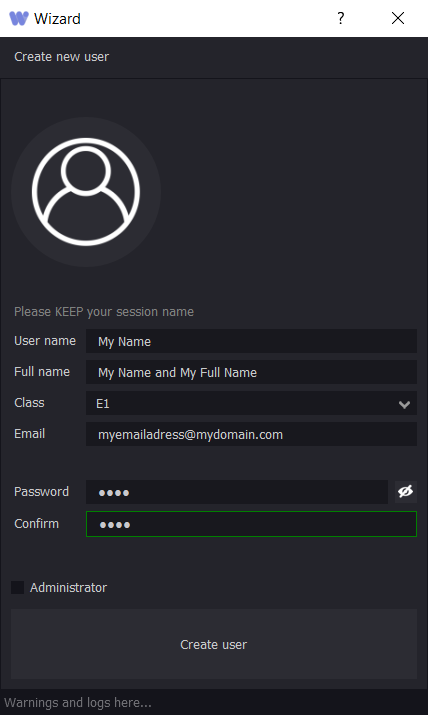 Wizard
?
Create new user
Please KEEP your session name
User name My Name
Full name My Name and My Full Name
Class E1
Email myemailadress@mydomain.com
Password ●●●●
Confirm ●●●●
Administrator
Create user
Warnings and logs here...